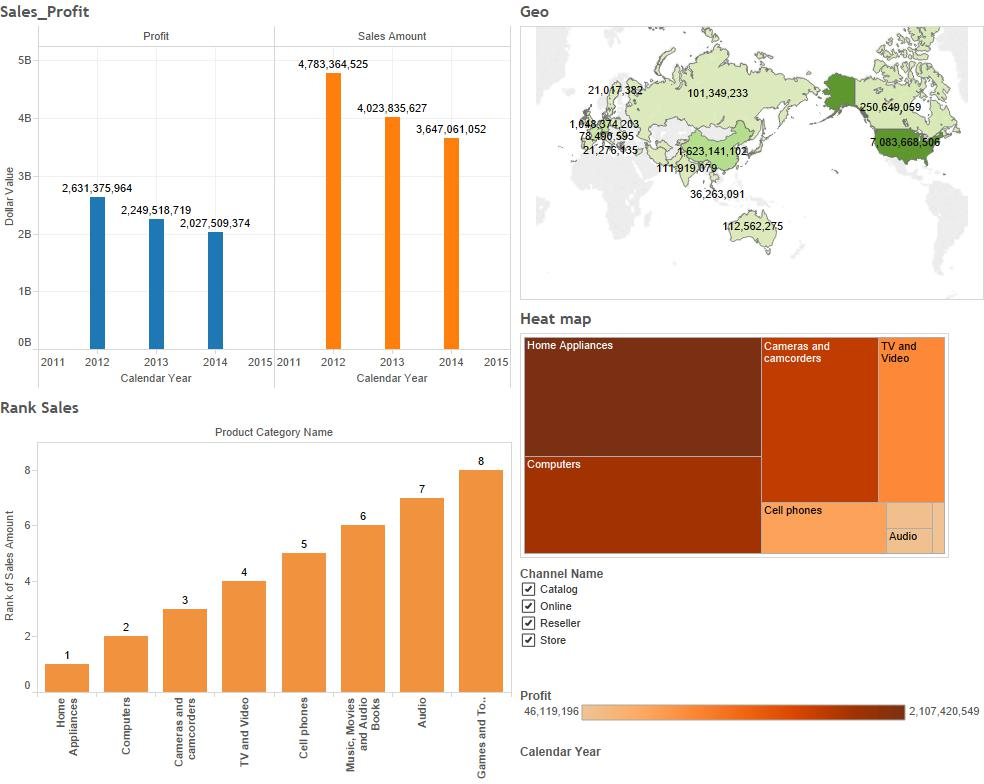 Sales_Profit
Profit
Sales Amount
5B
4B
3B
2B
1B
0B
Dollar Value
2,631,375,964
2,249,518,719
2,027,509,374
4,783,364,525
4,023,835,627
3,647,061,052
2011
2012
2013
2014
2015
2011
2012
2013
2014
2015
Calendar Year
Calendar Year
Rank Sales
Product Category Name
Rank of Sales Amount
8
6
4
2
0
1
2
3
4
5
6
7
8
Home
Appliances
Computers
Cameras and
camcorders
TV and Video
Cell phones
Music, Movies
and Audio
Books
Audio
Games and To..
Geo
21,017,382
101,349,233
250,649,059
1,048,374,203
78,490,595
7,083,668,506
21,276,135
1,623,141,102
111,919,079
36,263,091
112,562,275
Heat map
Home Appliances
Cameras and
camcorders
TV and
Video
Computers
Cell phones
Audio
Channel Name
Catalog
Online
Reseller
Store
Profit
46,119,196
2,107,420,549
Calendar Year